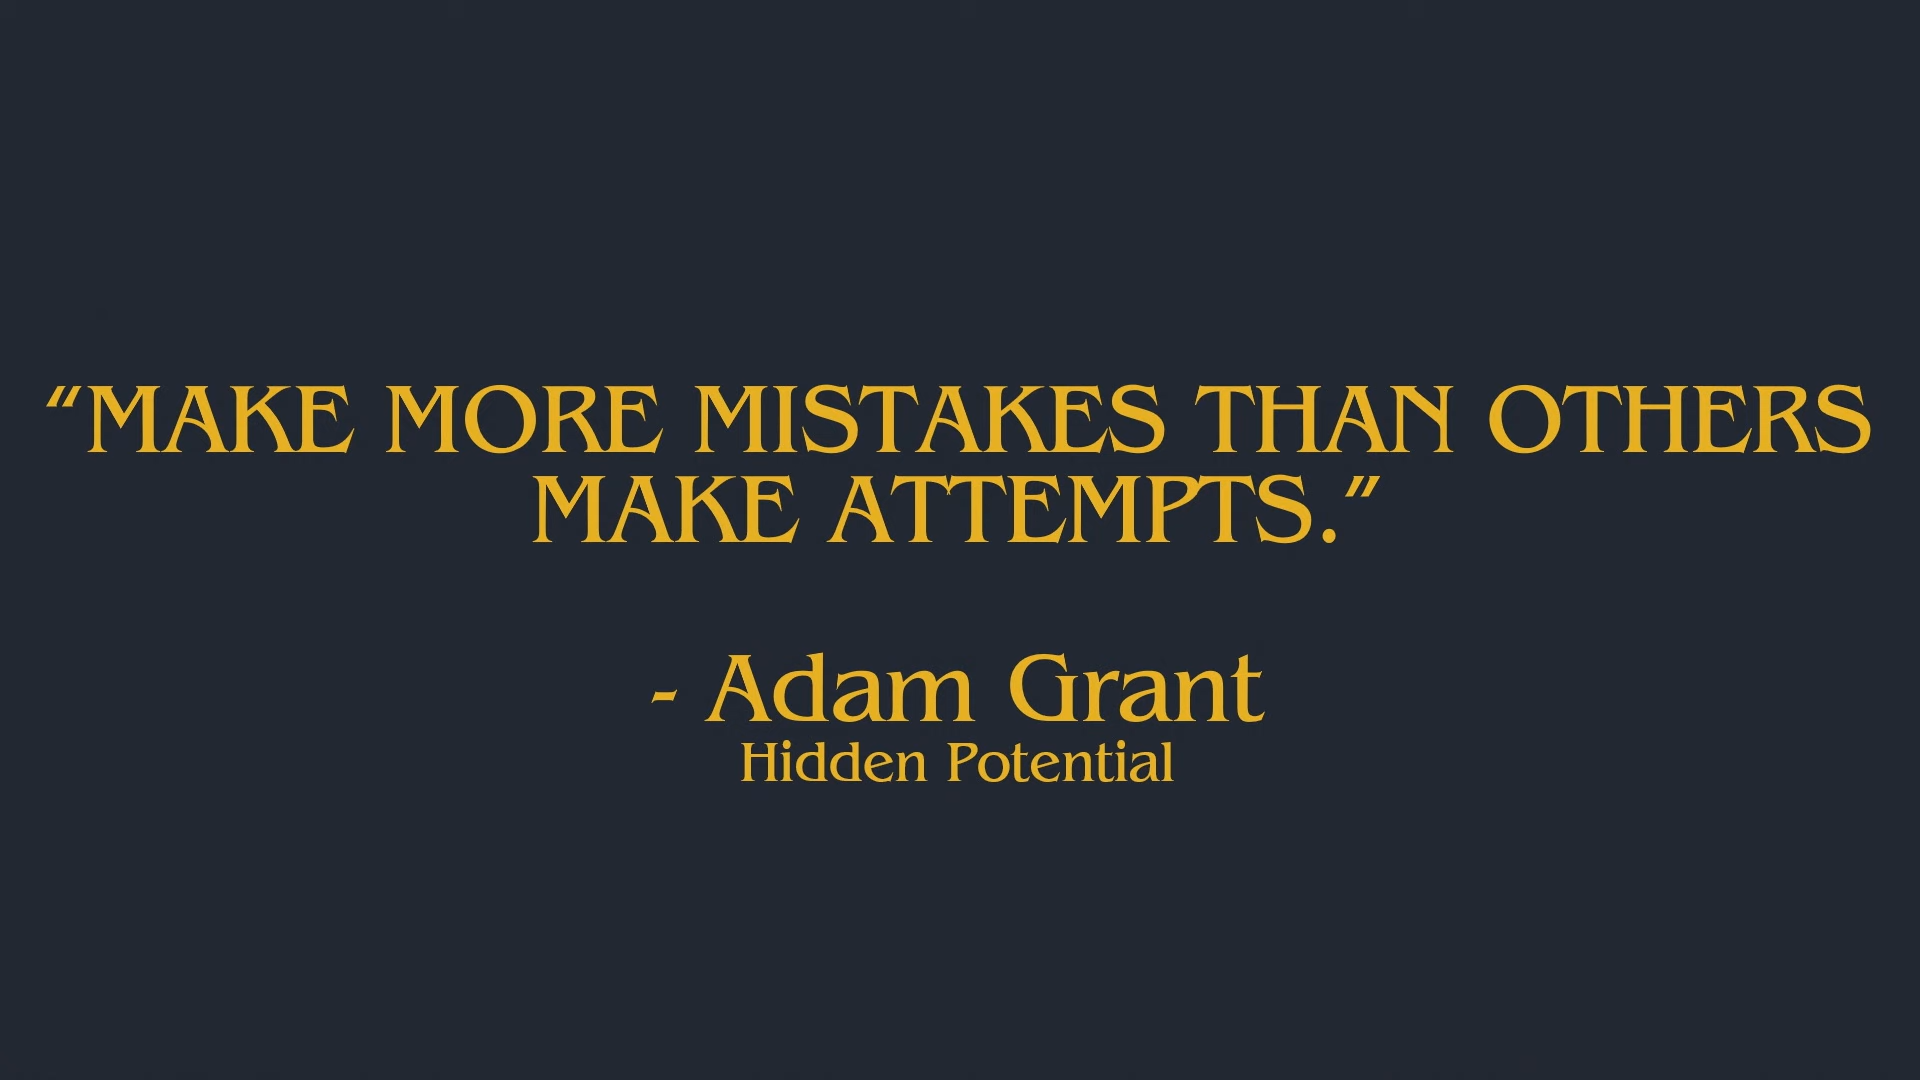 “MAKE MORE MISTAKES THAN OTHERS
MAKE ATTEMPTS.”
- Adam Grant
Hidden Potential